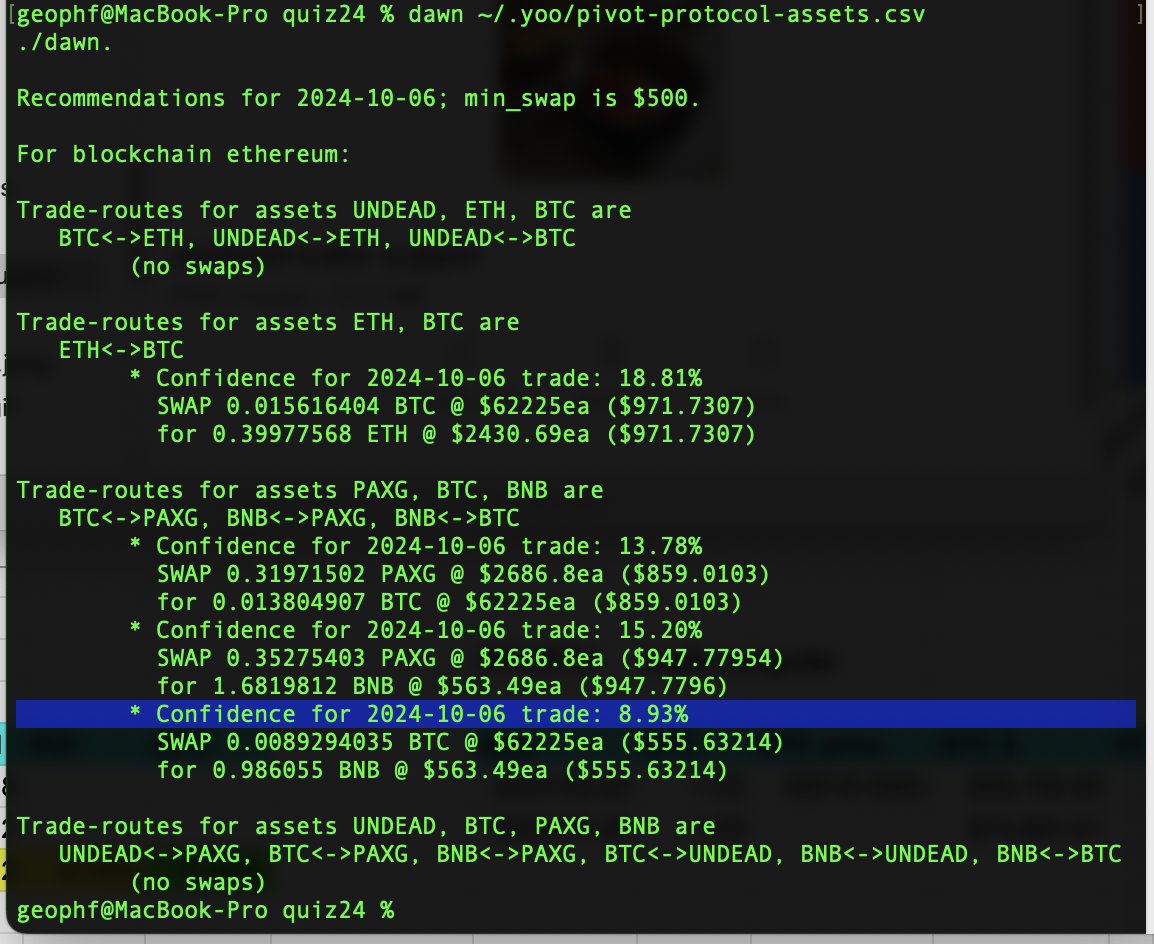 [geophf@MacBook-Pro quiz24 % dawn ~/.yoo/pivot-protocol-assets.csv ]
./dawn.
Recommendations for 2024-10-06; min_swap is $500.
For blockchain ethereum:
Trade-routes for assets UNDEAD, ETH, BTC are
BTC<->ETH, UNDEAD<->ETH, UNDEAD<->BTC
(no swaps)
Trade-routes for assets ETH, BTC are
ETH<->BTC
* Confidence for 2024-10-06 trade: 18.81%
SWAP 0.015616404 BTC @ $62225ea ($971.7307)
for 0.39977568 ETH @ $2430.69ea ($971.7307)
Trade-routes for assets PAXG, BTC, BNB are
BTC<->PAXG, BNB<->PAXG, BNB<->BTC
* Confidence for 2024-10-06 trade: 13.78%
SWAP 0.31971502 PAXG @ $2686.8ea ($859.0103)
for 0.013804907 BTC @ $62225ea ($859.0103)
* Confidence for 2024-10-06 trade: 15.20%
SWAP 0.35275403 PAXG @ $2686.8ea ($947.77954)
for 1.6819812 BNB @ $563.49ea ($947.7796)
* Confidence for 2024-10-06 trade: 8.93%
SWAP 0.0089294035 BTC @ $62225ea ($555.63214)
for 0.986055 BNB @ $563.49ea ($555.63214)
Trade-routes for assets UNDEAD, BTC, PAXG, BNB are
UNDEAD<->PAXG, BTC<->PAXG, BNB<->PAXG, BTC<->UNDEAD, BNB<->UNDEAD, BNB<->BTC
(no swaps)
geophf@MacBook-Pro quiz24 %